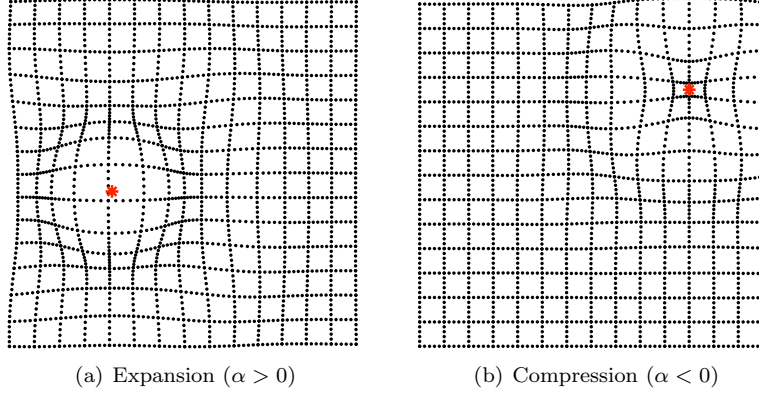 (a) Expansion (α > 0)
(b) Compression (α < 0)